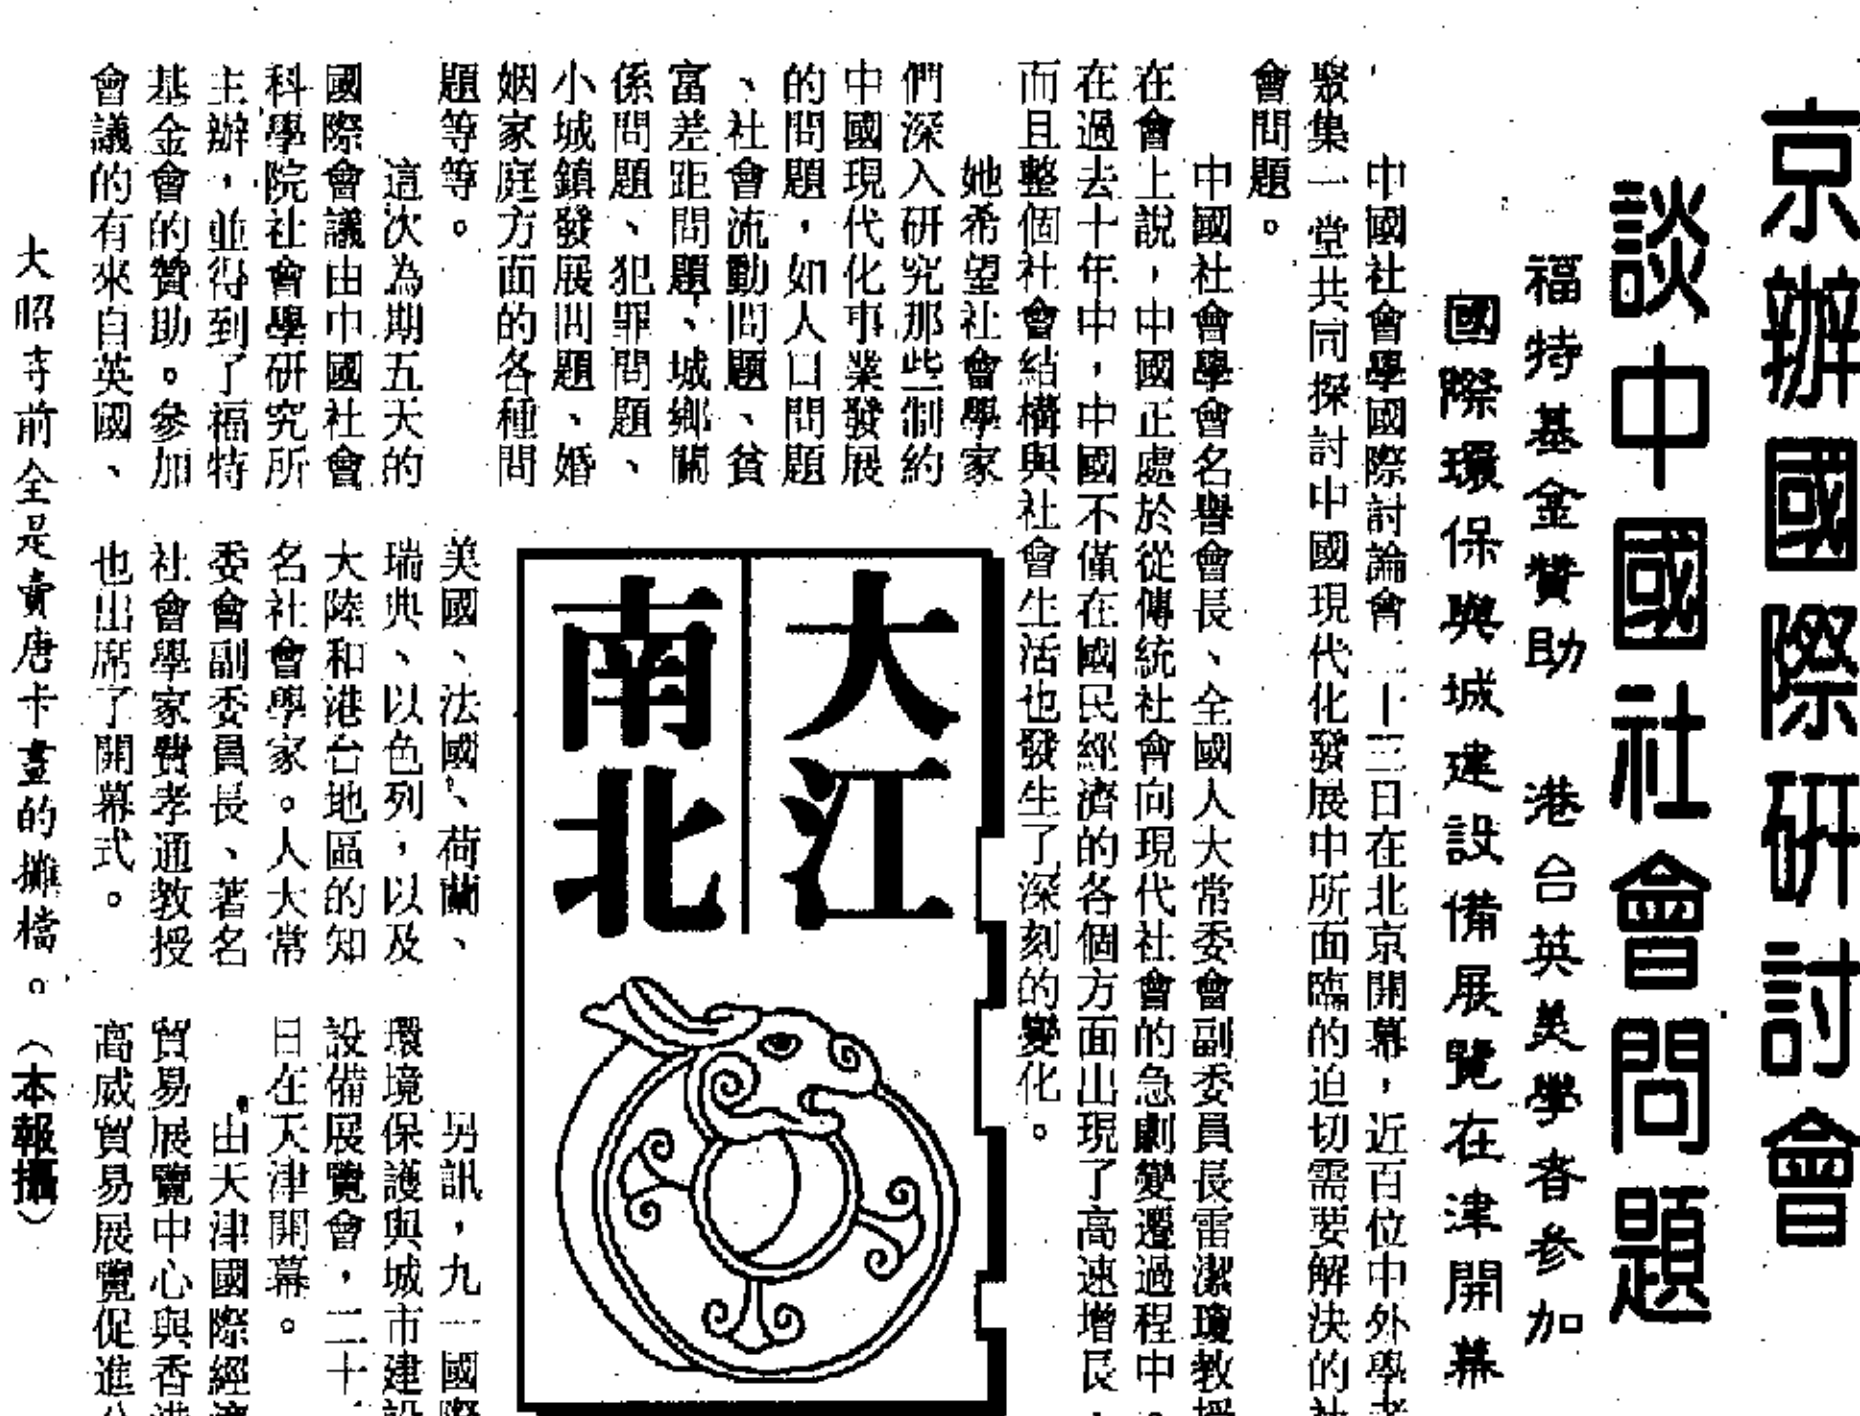 京辦國際研討會
談中國社會問題
福特基金贊助 港台英美學者參加
國際環保與城建設備展覽在津開幕
中國社會學國際討論會二十三日在北京開幕，近百位中外學者
聚集一堂共同探討中國現代化發展中所面臨的迫切需要解決的社
會問題。
中國社會學會名譽會長、全國人大常委會副委員長雷潔瓊教授
在會上說，中國正處於從傳統社會向現代社會的急劇變遷過程中。
在過去十年中，中國不僅在國民經濟的各個方面出現了高速增長，
而且整個社會結構與社會生活也發生了深刻的變化。
她希望社會學家
們深入研究那些制約
中國現代化事業發展
的問題，如人口問題
、社會流動問題、貧
富差距問題、城鄉關
係問題、犯罪問題、
小城鎮發展問題、婚
姻家庭方面的各種問
題等等。
這次為期五天的
國際會議由中國社會
科學院社會學研究所
主辦，並得到了福特
基金會的贊助。參加
會議的有來自英國、
大江
南北
美國、法國、荷蘭、
瑞典、以色列，以及
大陸和港台地區的知
名社會學家。人大常
委會副委員長、著名
社會學家費孝通教授
也出席了開幕式。
另訊，九一國際
環境保護與城市建設
設備展覽會，二十
日在天津開幕。
由天津國際經濟
貿易展覽中心與香港
高威貿易展覽促進公
大昭寺前全是賣唐卡畫的攤檔。（本報攝）